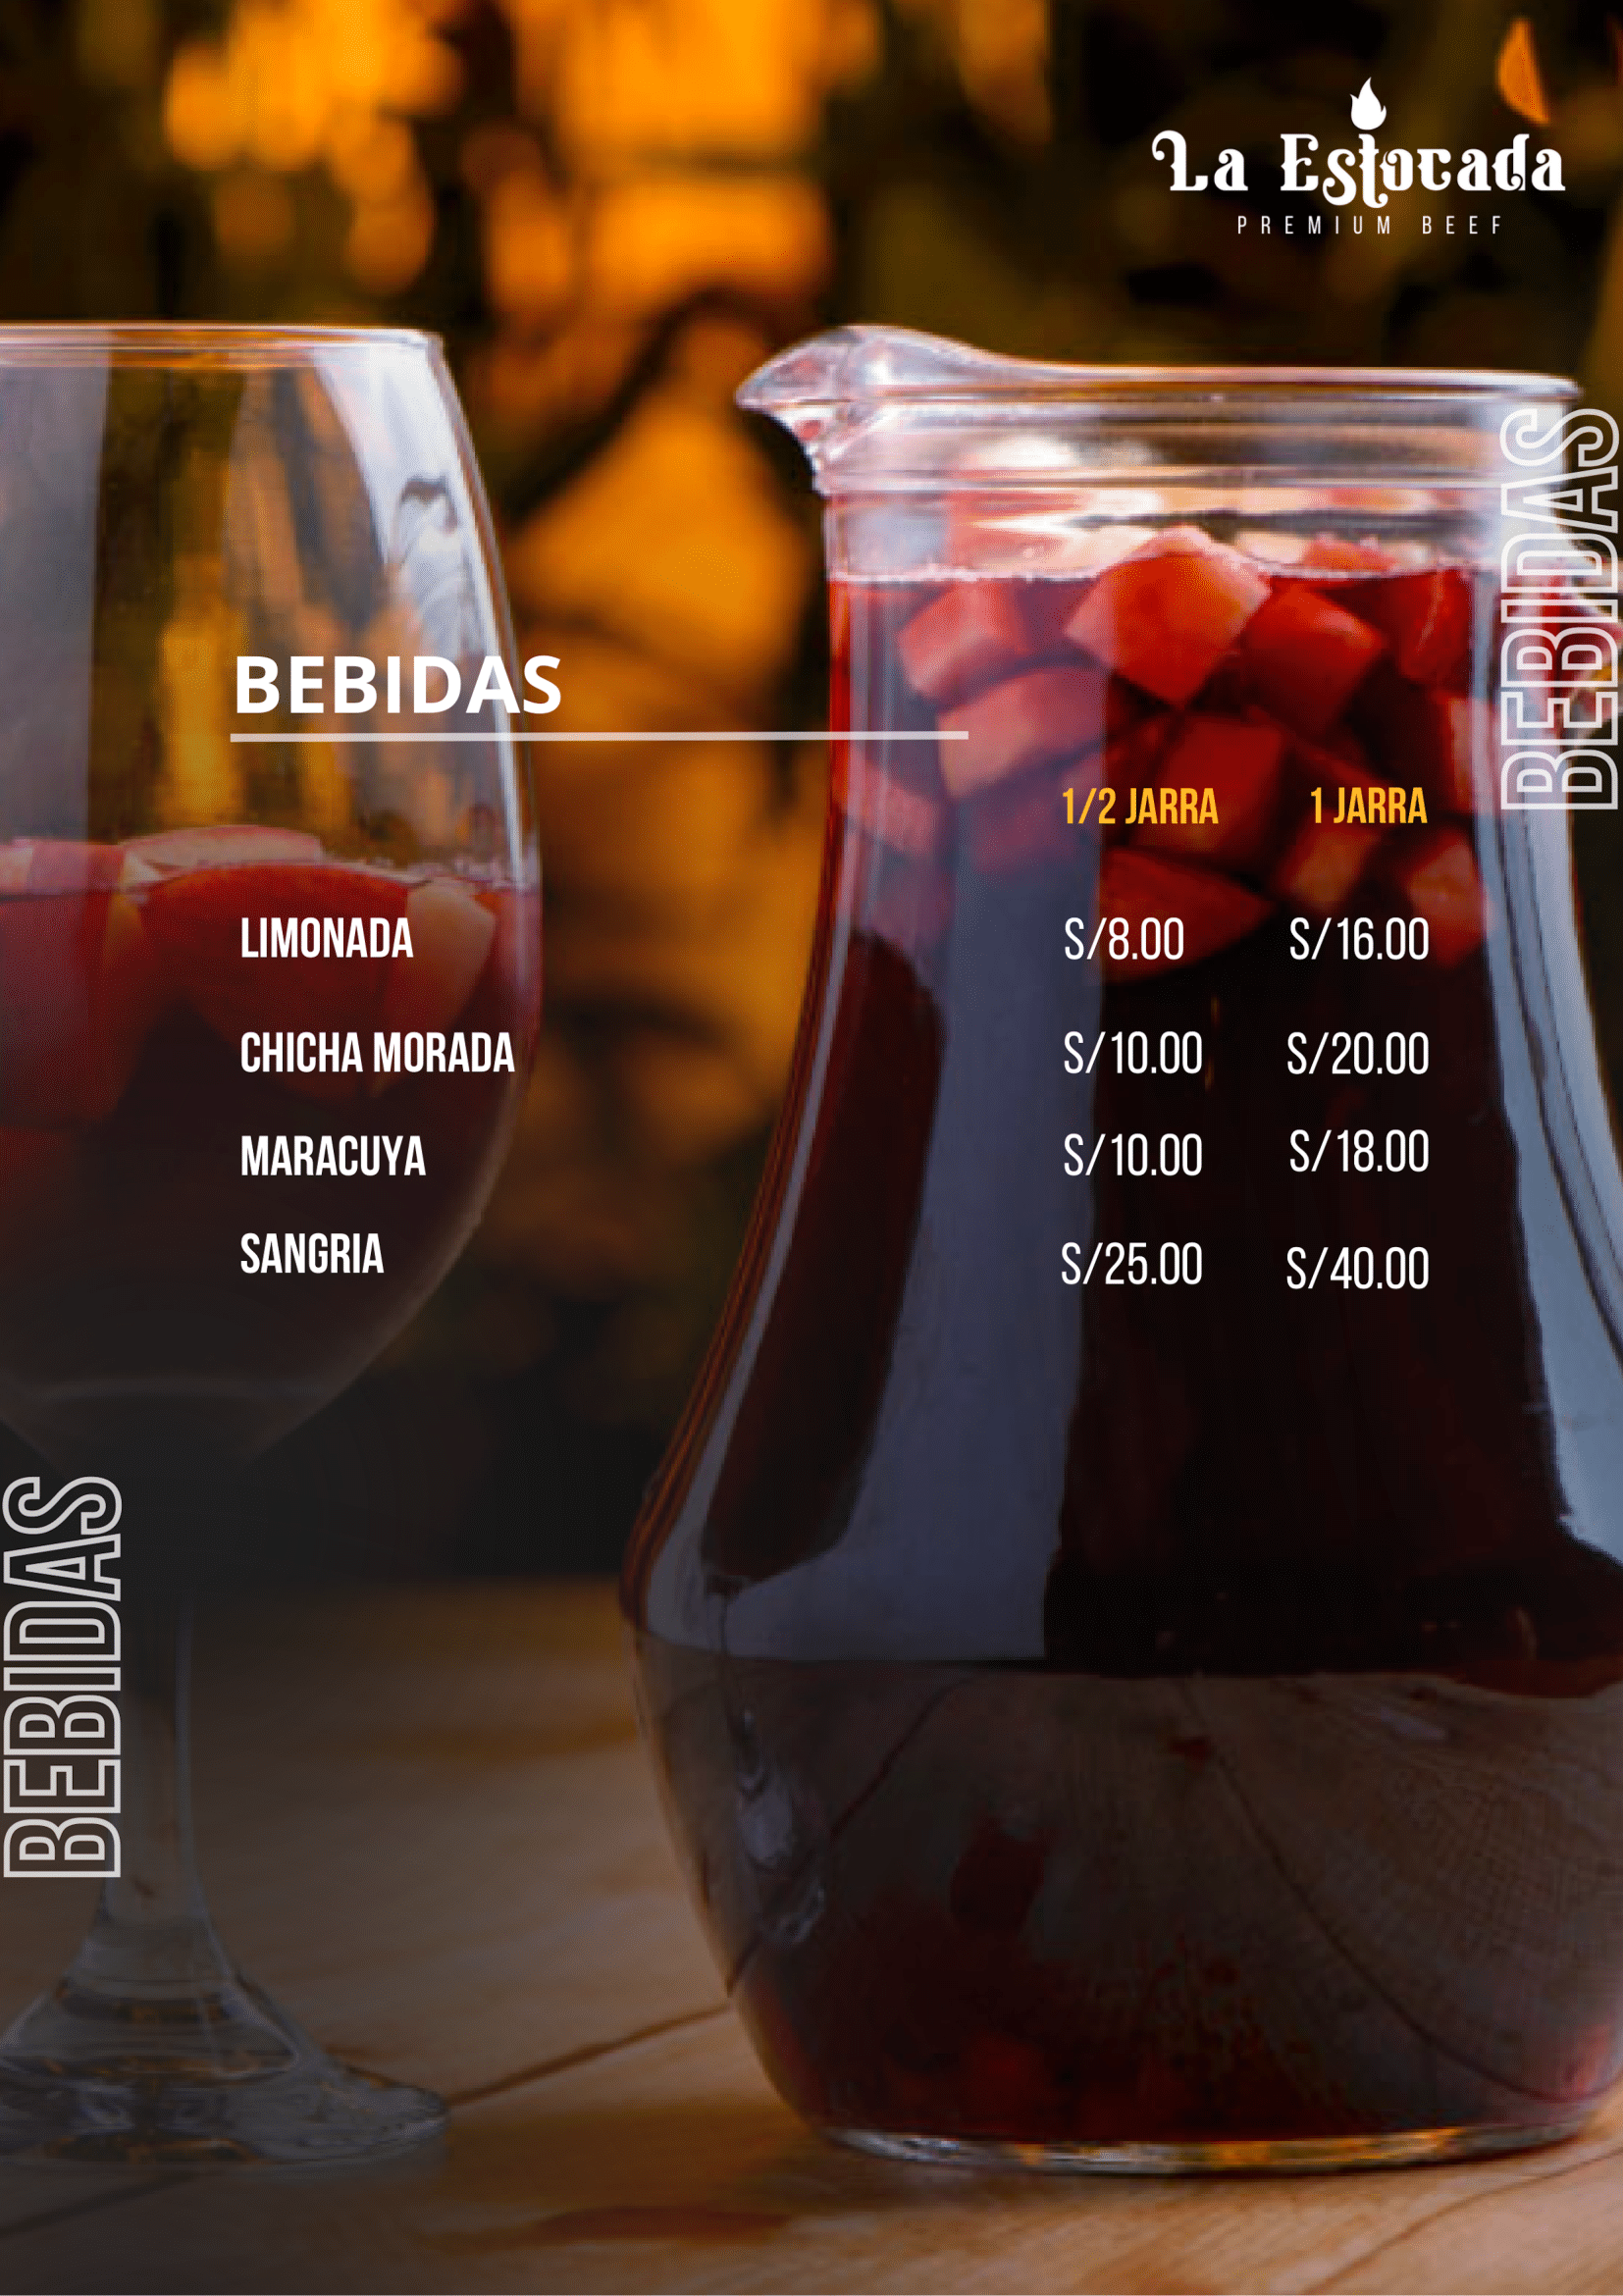 La Estocada
PREMIUM BEEF
BEBIDAS
BEBIDAS
1/2 JARRA 1 JARRA
LIMONADA S/8.00 S/16.00
CHICHA MORADA S/10.00 S/20.00
MARACUYA S/10.00 S/18.00
SANGRIA S/25.00 S/40.00
BEBIDAS